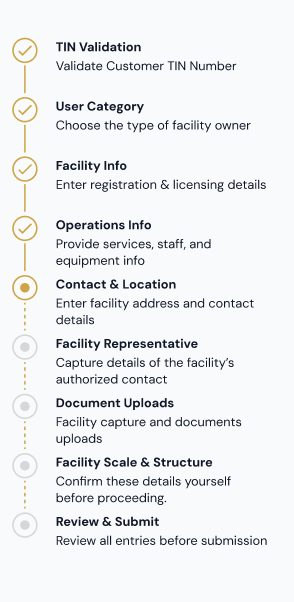 TIN Validation
Validate Customer TIN Number
User Category
Choose the type of facility owner
Facility Info
Enter registration & licensing details
Operations Info
Provide services, staff, and
equipment info
Contact & Location
Enter facility address and contact
details
Facility Representative
Capture details of the facility’s
authorized contact
Document Uploads
Facility capture and documents
uploads
Facility Scale & Structure
Confirm these details yourself
before proceeding.
Review & Submit
Review all entries before submission